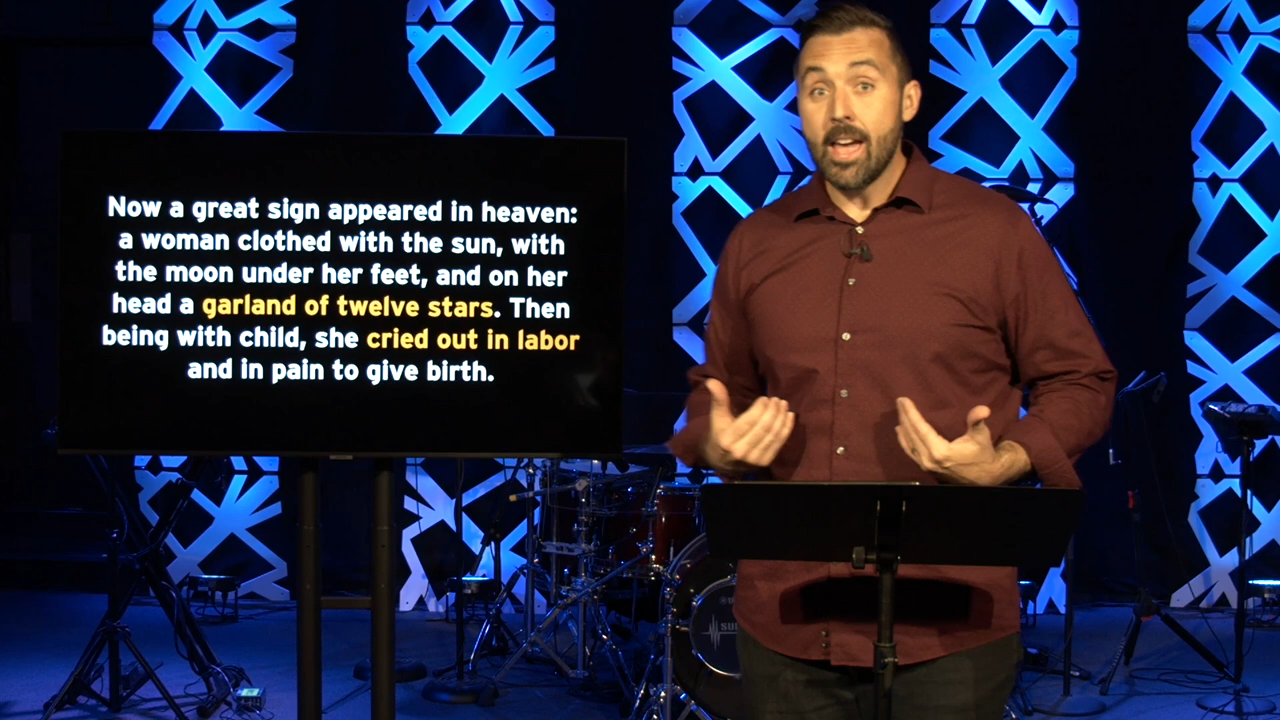 Now a great sign appeared in heaven:
a woman clothed with the sun, with
the moon under her feet, and on her
head a garland of twelve stars. Then
being with child, she cried out in labor
and in pain to give birth.